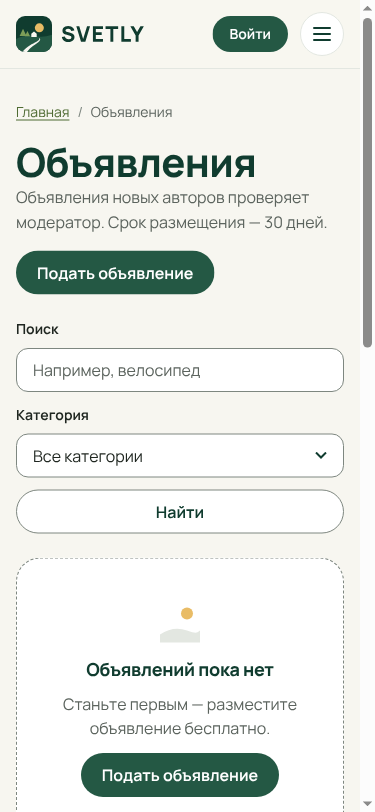 SVETLY
Войти
Главная / Объявления
Объявления
Объявления новых авторов проверяет
модератор. Срок размещения — 30 дней.
Подать объявление
Поиск
Например, велосипед
Категория
Все категории
Найти
Объявлений пока нет
Станьте первым — разместите
объявление бесплатно.
Подать объявление